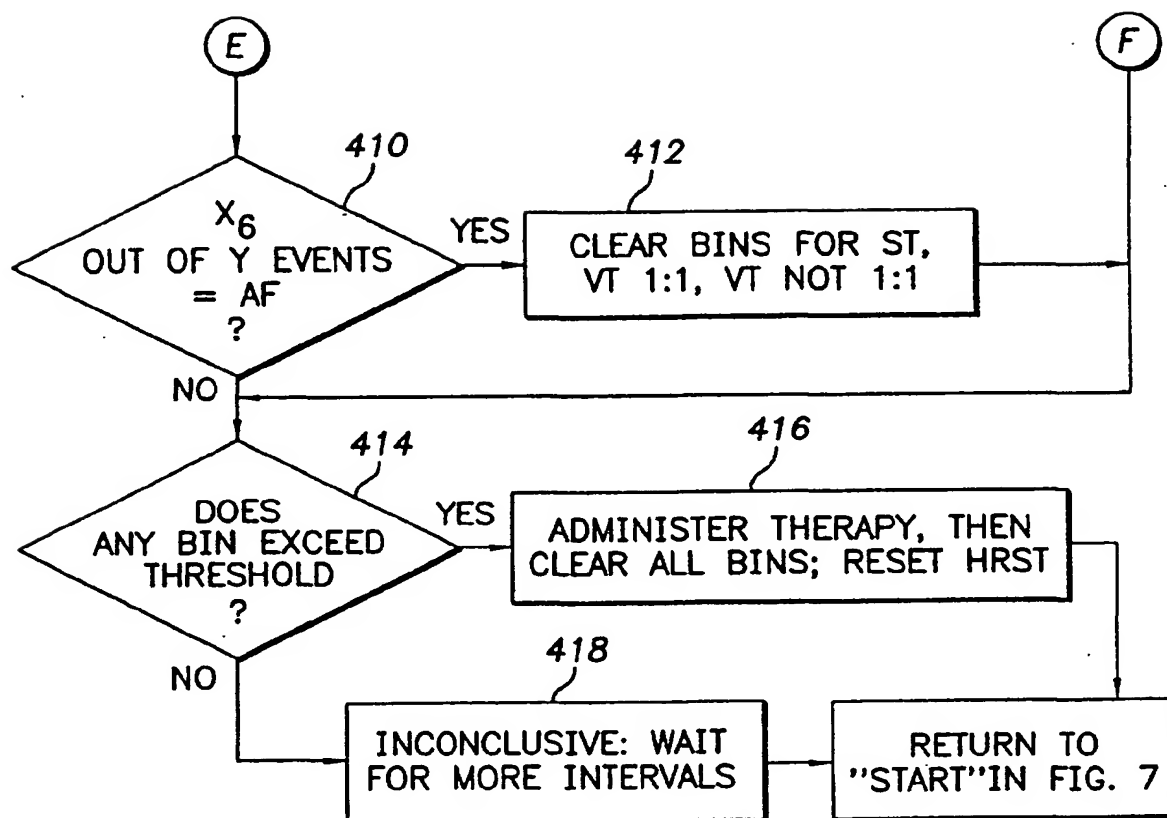 E
F
410
X6
OUT OF Y EVENTS
= AF
?
YES
412
CLEAR BINS FOR ST,
VT 1:1, VT NOT 1:1
NO
414
DOES
ANY BIN EXCEED
THRESHOLD
?
YES
416
ADMINISTER THERAPY, THEN
CLEAR ALL BINS; RESET HRST
NO
418
INCONCLUSIVE: WAIT
FOR MORE INTERVALS
RETURN TO
"START"IN FIG. 7